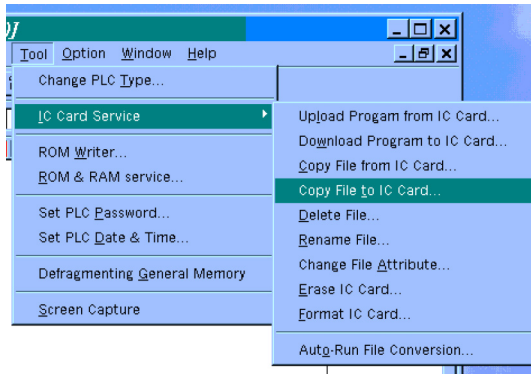 Tool Option Window Help
Change PLC Type...
IC Card Service
ROM Writer...
ROM & RAM service...
Set PLC Password...
Set PLC Date & Time...
Defragmenting General Memory
Screen Capture
Upload Progam from IC Card...
Download Program to IC Card...
Copy File from IC Card...
Copy File to IC Card...
Delete File...
Rename File...
Change File Attribute...
Erase IC Card...
Format IC Card...
Auto-Run File Conversion...